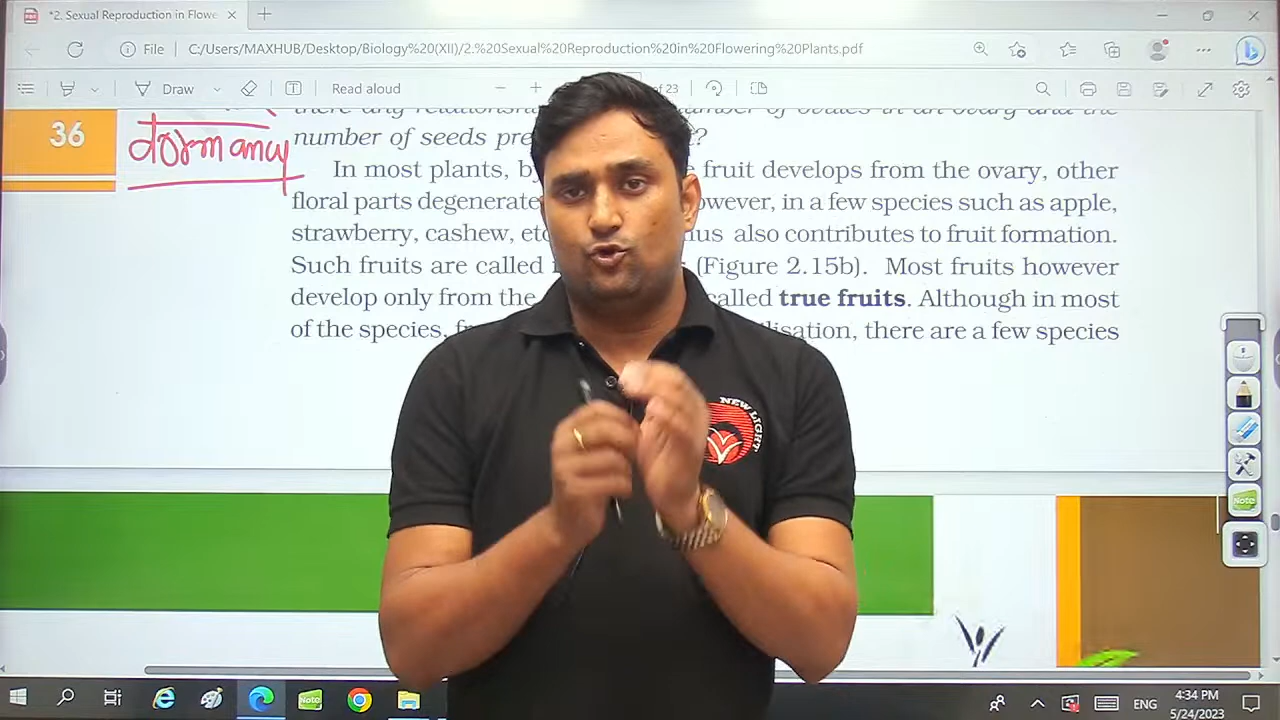 *2. Sexual Reproduction in Flowe
File C:/Users/MAXHUB/Desktop/Biology%20(XII)/2.%20Sexual%20Reproduction%20in%20Flowering%20Plants.pdf
Draw Read aloud of 23
36
dormancy
number of seeds
In most plants, fruit develops from the ovary, other
floral parts degenerate owever, in a few species such as apple,
strawberry, cashew, also contributes to fruit formation.
Such fruits are called (Figure 2.15b). Most fruits however
develop only from the called true fruits. Although in most
of the species, there are a few species
NEW LIGHT
Note
Note
ENG
4:34 PM
5/24/2023